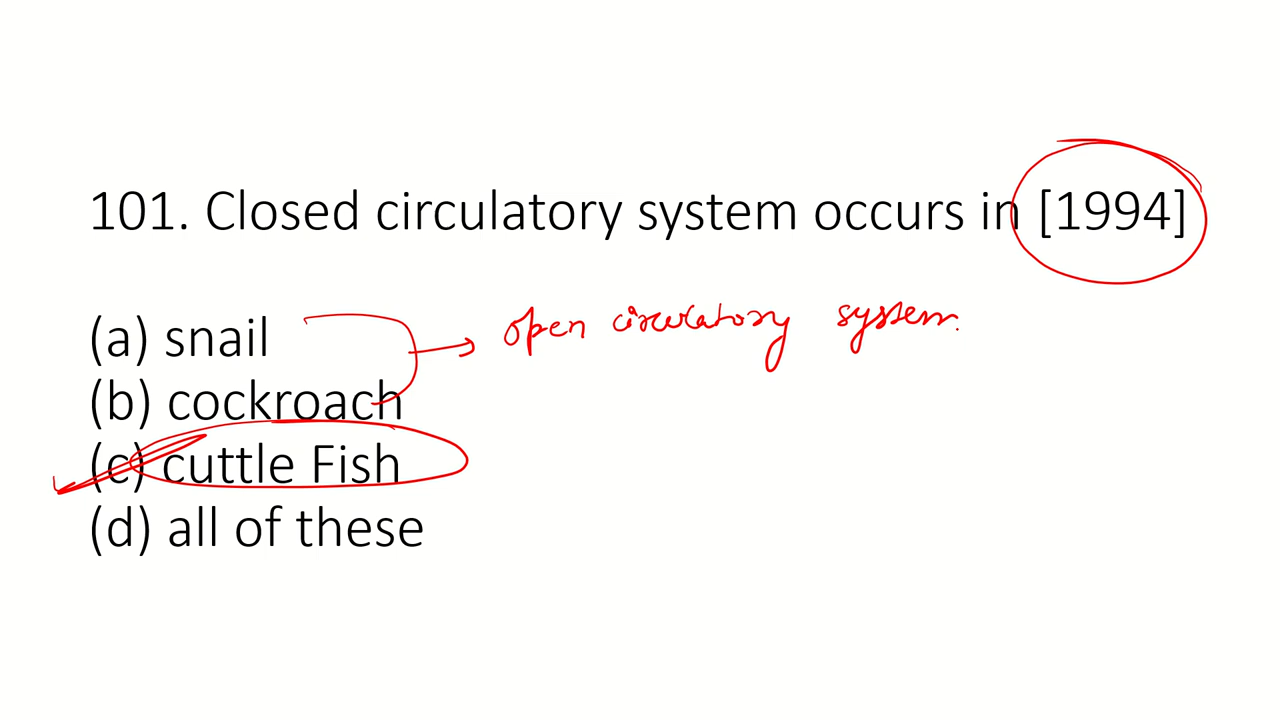 101. Closed circulatory system occurs in [1994]
(a) snail
open circulatory system.
(b) cockroach
(c) cuttle Fish
(d) all of these